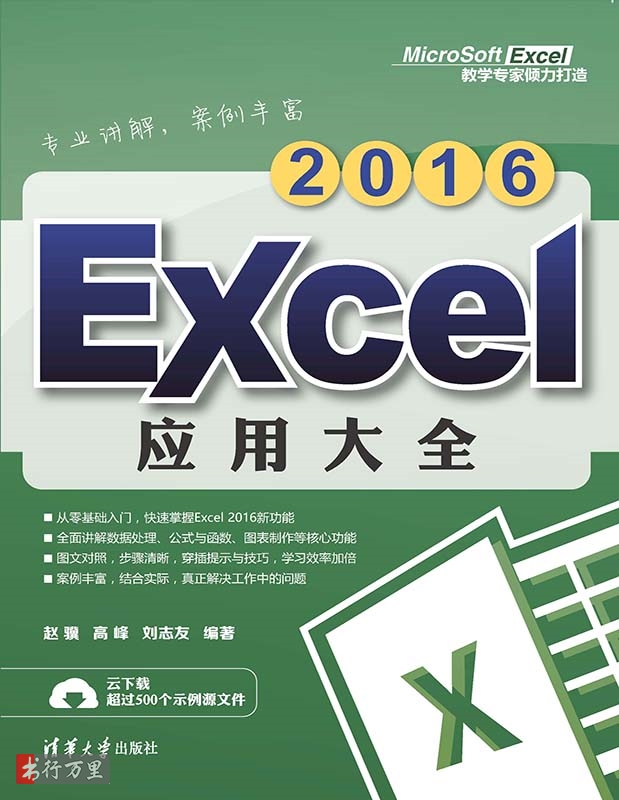 MicroSoft Excel
教学专家倾力打造
专业讲解，案例丰富
2016
Excel
应用大全
■ 从零基础入门，快速掌握Excel 2016新功能
■ 全面讲解数据处理、公式与函数、图表制作等核心功能
■ 图文对照，步骤清晰，穿插提示与技巧，学习效率加倍
■ 案例丰富，结合实际，真正解决工作中的问题
赵骥 高峰 刘志友 编著
云下载
超过500个示例源文件
清华大学出版社
书行万里
X